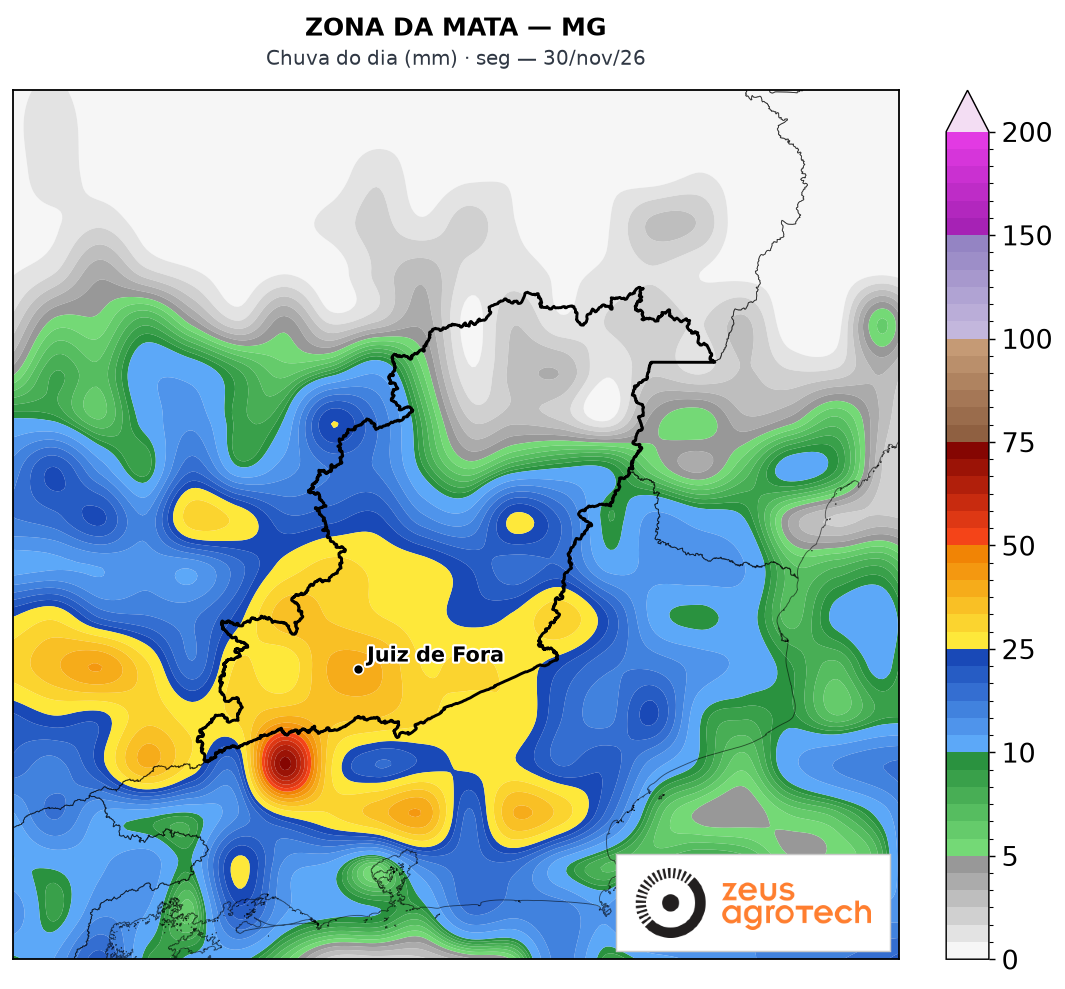 ZONA DA MATA — MG
Chuva do dia (mm) · seg — 30/nov/26
200
150
100
75
50
25
10
5
0
Juiz de Fora
zeus
agrotech